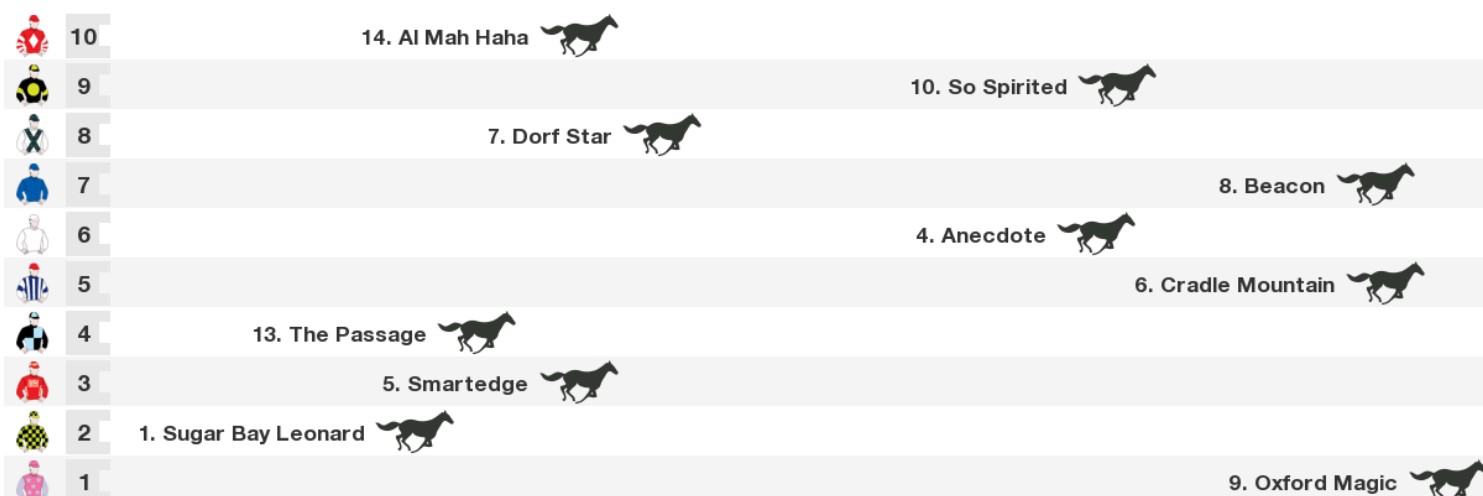 10 14. Al Mah Haha
9 10. So Spirited
8 7. Dorf Star
7 8. Beacon
6 4. Anecdote
5 6. Cradle Mountain
4 13. The Passage
3 5. Smartedge
2 1. Sugar Bay Leonard
1 9. Oxford Magic